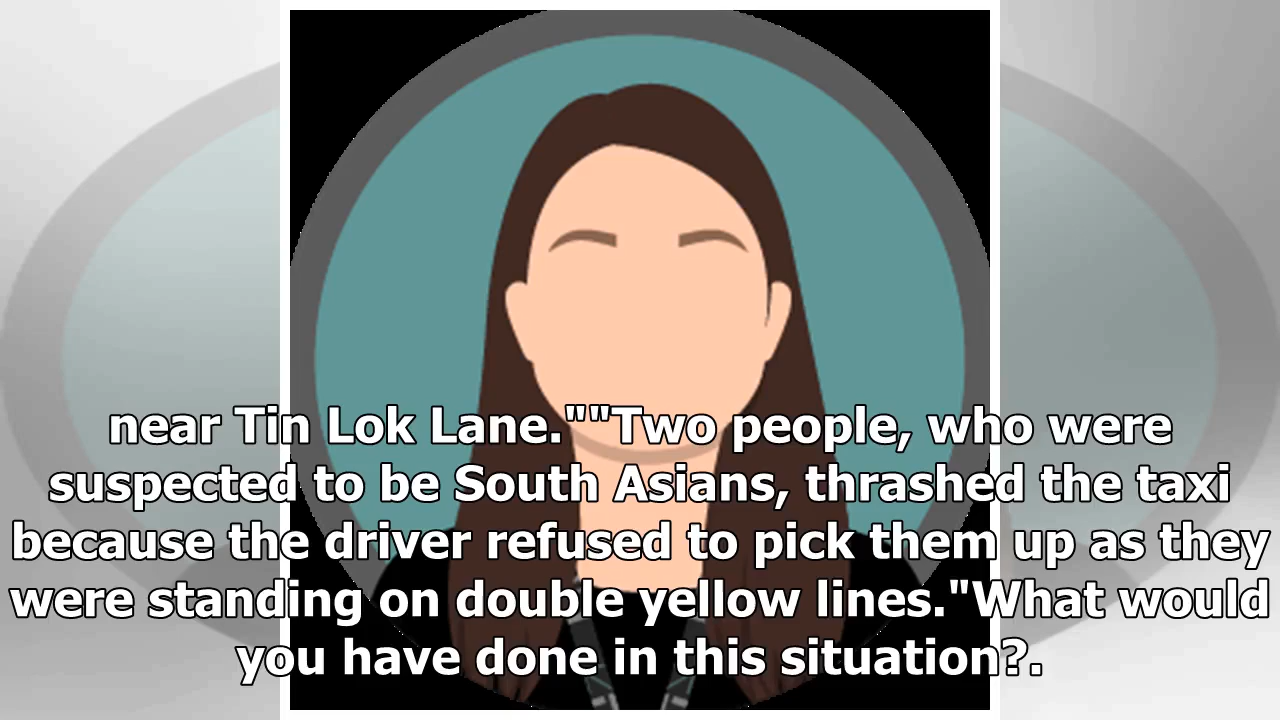 near Tin Lok Lane.""Two people, who were
suspected to be South Asians, thrashed the taxi
because the driver refused to pick them up as they
were standing on double yellow lines."What would
you have done in this situation?.